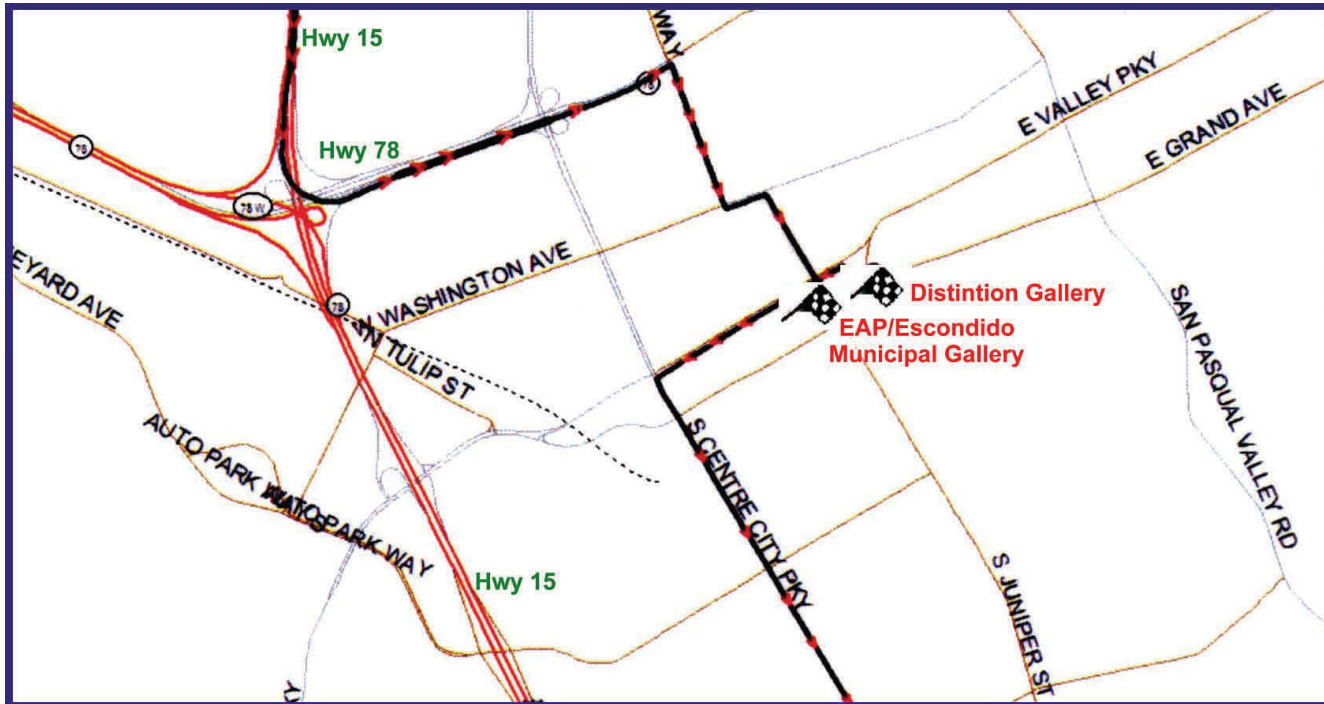 Hwy 15
WAY
E VALLEY PKY
78
E GRAND AVE
Hwy 78
78
78 W
W WASHINGTON AVE
Distintion Gallery
EAP/Escondido
Municipal Gallery
EYARD AVE
78
N TULIP ST
SAN PASQUAL VALLEY RD
AUTO PARK WAY S
AUTO PARK WAY
S CENTRE CITY PKY
Hwy 15
S JUNIPER ST